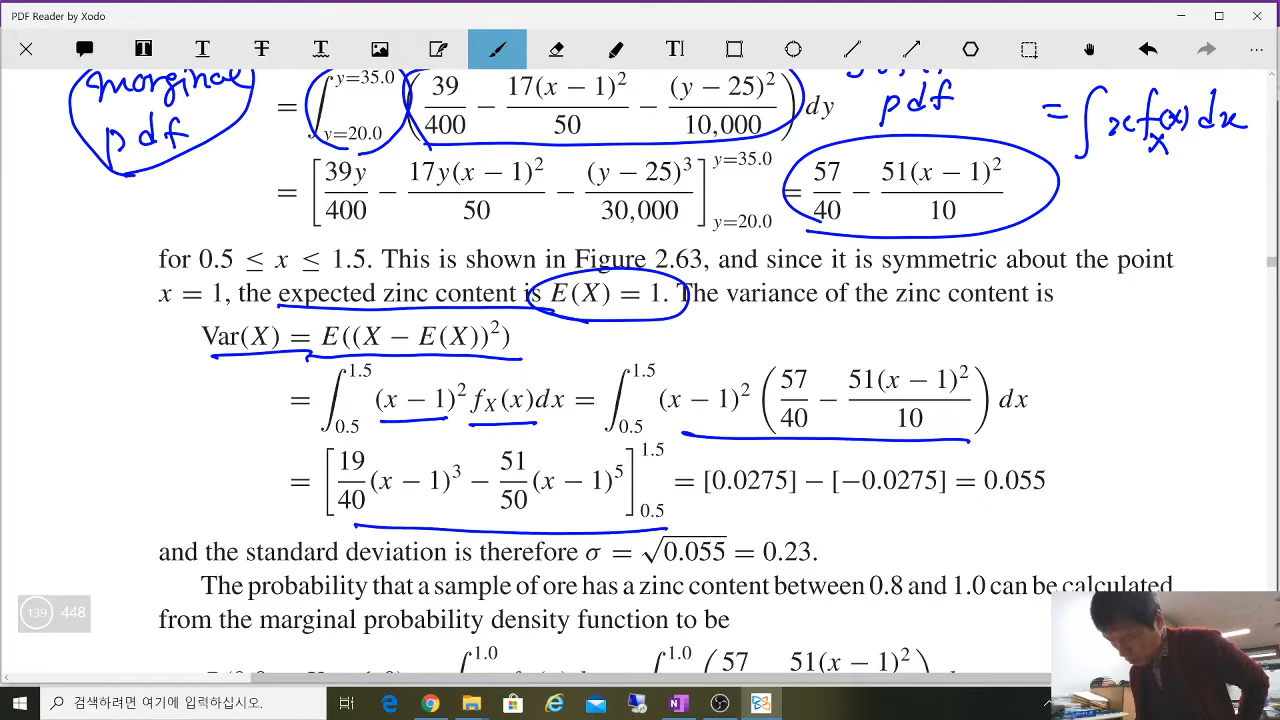 PDF Reader by Xodo
marginal
pdf
pdf
= ∫ x f_X(x) dx
= ∫_{y=20.0}^{y=35.0} ( 39/400 − 17(x − 1)²/50 − (y − 25)²/10,000 ) dy
= [ 39y/400 − 17y(x − 1)²/50 − (y − 25)³/30,000 ]_{y=20.0}^{y=35.0} = 57/40 − 51(x − 1)²/10
for 0.5 ≤ x ≤ 1.5. This is shown in Figure 2.63, and since it is symmetric about the point
x = 1, the expected zinc content is E(X) = 1. The variance of the zinc content is
Var(X) = E((X − E(X))²)
= ∫_{0.5}^{1.5} (x − 1)² f_X(x)dx = ∫_{0.5}^{1.5} (x − 1)² ( 57/40 − 51(x − 1)²/10 ) dx
= [ 19/40 (x − 1)³ − 51/50 (x − 1)⁵ ]_{0.5}^{1.5} = [0.0275] − [−0.0275] = 0.055
and the standard deviation is therefore σ = √0.055 = 0.23.
The probability that a sample of ore has a zinc content between 0.8 and 1.0 can be calculated
from the marginal probability density function to be
139 448
검색하려면 여기에 입력하십시오.